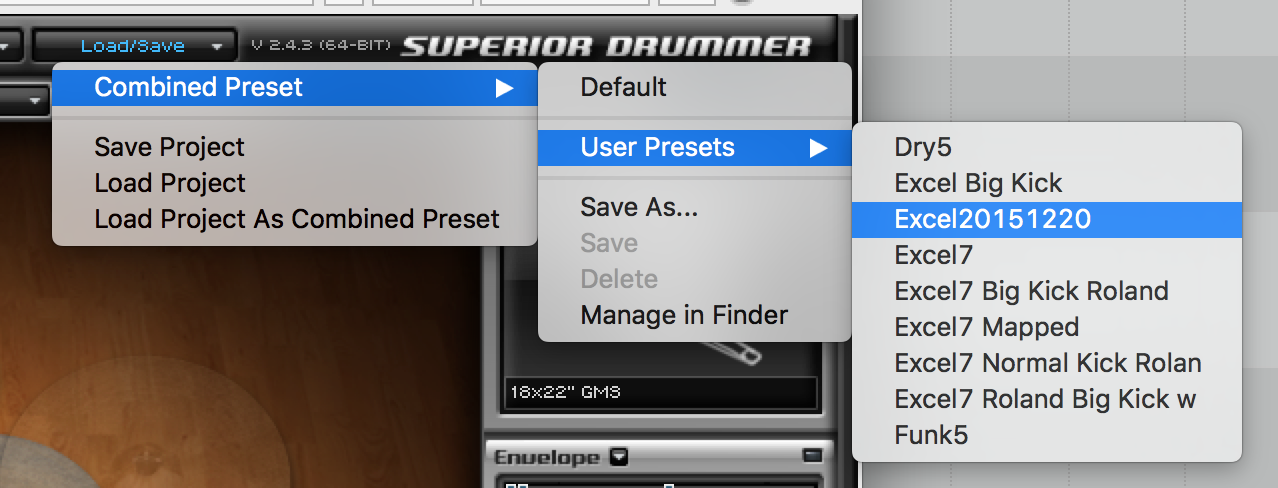 Load/Save
V 2.4.3 (64-BIT)
SUPERIOR DRUMMER
Combined Preset
Save Project
Load Project
Load Project As Combined Preset
Default
User Presets
Save As...
Save
Delete
Manage in Finder
Dry5
Excel Big Kick
Excel20151220
Excel7
Excel7 Big Kick Roland
Excel7 Mapped
Excel7 Normal Kick Rolan
Excel7 Roland Big Kick w
Funk5
18x22" GMS
Envelope